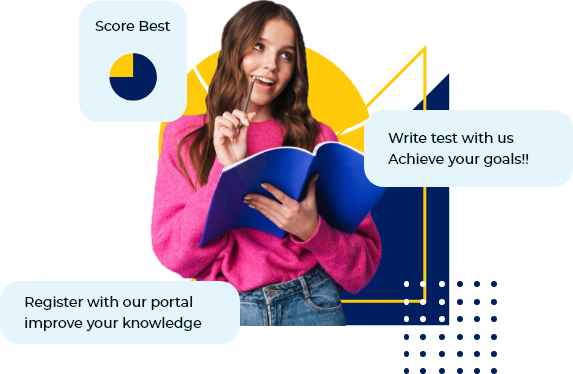 Score Best
Write test with us
Achieve your goals!!
Register with our portal
improve your knowledge